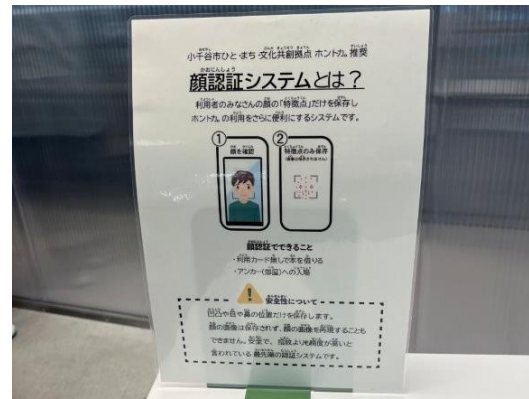 小千谷市ひと・まち・文化共創拠点 ホントカ。推奨
顔認証システムとは？
利用者のみなさんの顔の「特徴点」だけを保存し
ホントカ。の利用をさらに便利にするシステムです。
① 顔を確認
② 特徴点のみ保存
顔認証でできること
・利用カード無しで本を借りる
・アンカー(部屋)への入場
安全性について
凹凸や目や鼻の位置だけを保存します。
顔の画像は保存されず、顔の画像を再現することも
できません。安全で、指紋よりも精度が高いと
言われている最先端の認証システムです。